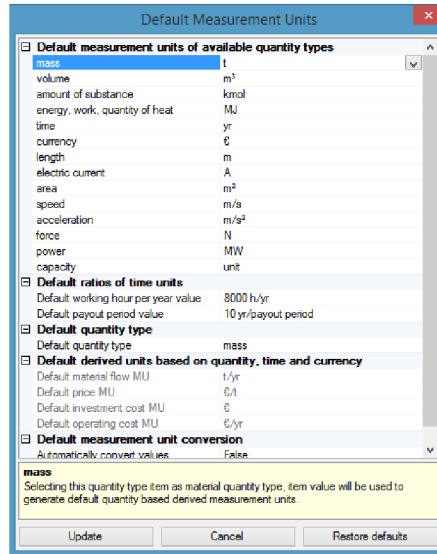 Default Measurement Units
Default measurement units of available quantity types
mass t
volume m³
amount of substance kmol
energy, work, quantity of heat MJ
time yr
currency €
length m
electric current A
area m²
speed m/s
acceleration m/s²
force N
power MW
capacity unit
Default ratios of time units
Default working hour per year value 8000 h/yr
Default payout period value 10 yr/payout period
Default quantity type
Default quantity type mass
Default derived units based on quantity, time and currency
Default material flow MU t/yr
Default price MU €/t
Default investment cost MU €
Default operating cost MU €/yr
Default measurement unit conversion
Automatically convert values False
mass
Selecting this quantity type item as material quantity type, item value will be used to
generate default quantity based derived measurement units.
Update Cancel Restore defaults